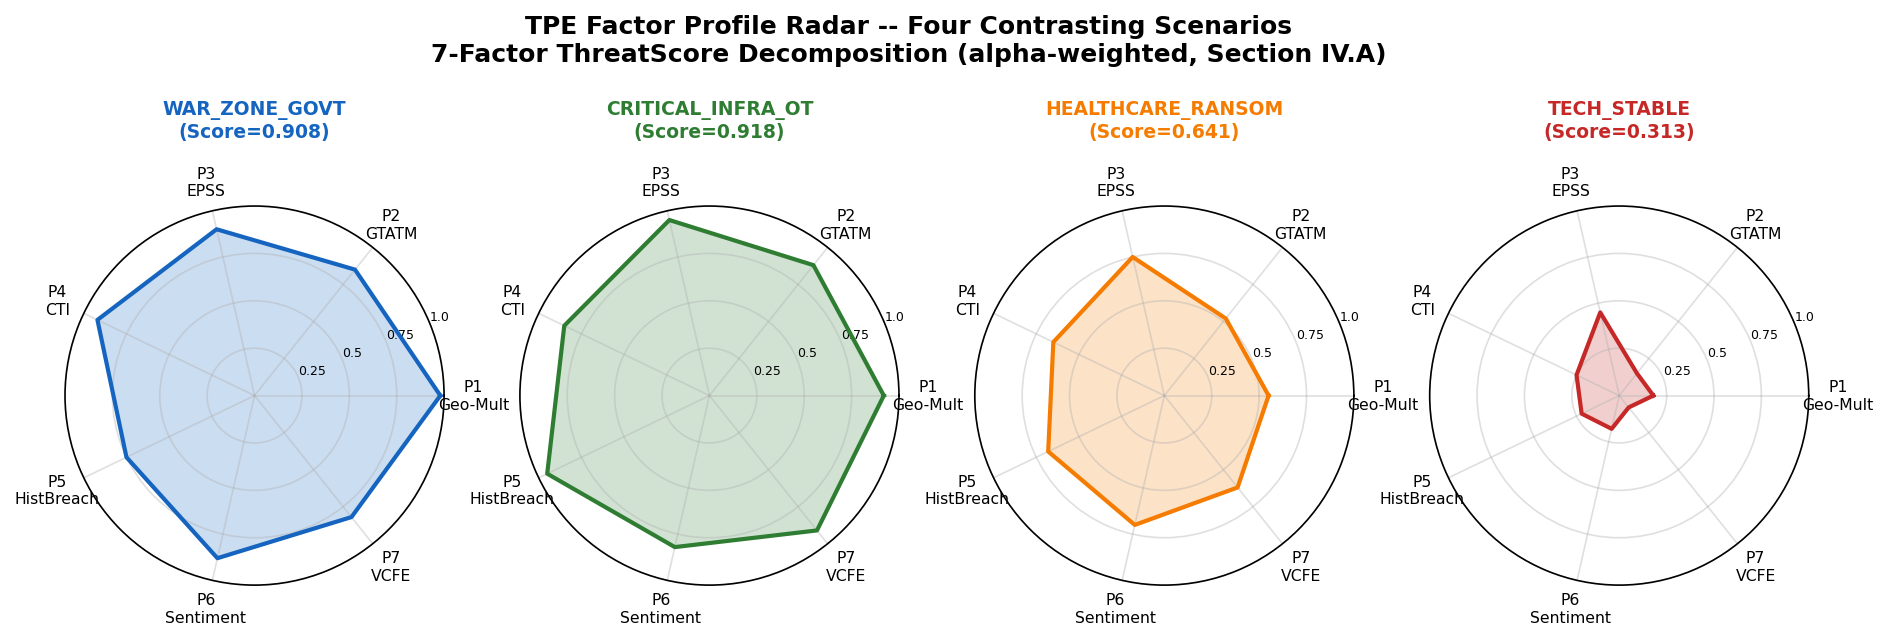 TPE Factor Profile Radar -- Four Contrasting Scenarios
7-Factor ThreatScore Decomposition (alpha-weighted, Section IV.A)
WAR_ZONE_GOVT
(Score=0.908)
P3
EPSS
P2
GTATM
P4
CTI
1.0
0.75
0.5
0.25
P1
Geo-Mult
P5
HistBreach
P7
VCFE
P6
Sentiment
CRITICAL_INFRA_OT
(Score=0.918)
P3
EPSS
P2
GTATM
P4
CTI
1.0
0.75
0.5
0.25
P1
Geo-Mult
P5
HistBreach
P7
VCFE
P6
Sentiment
HEALTHCARE_RANSOM
(Score=0.641)
P3
EPSS
P2
GTATM
P4
CTI
1.0
0.75
0.5
0.25
P1
Geo-Mult
P5
HistBreach
P7
VCFE
P6
Sentiment
TECH_STABLE
(Score=0.313)
P3
EPSS
P2
GTATM
P4
CTI
1.0
0.75
0.5
0.25
P1
Geo-Mult
P5
HistBreach
P7
VCFE
P6
Sentiment